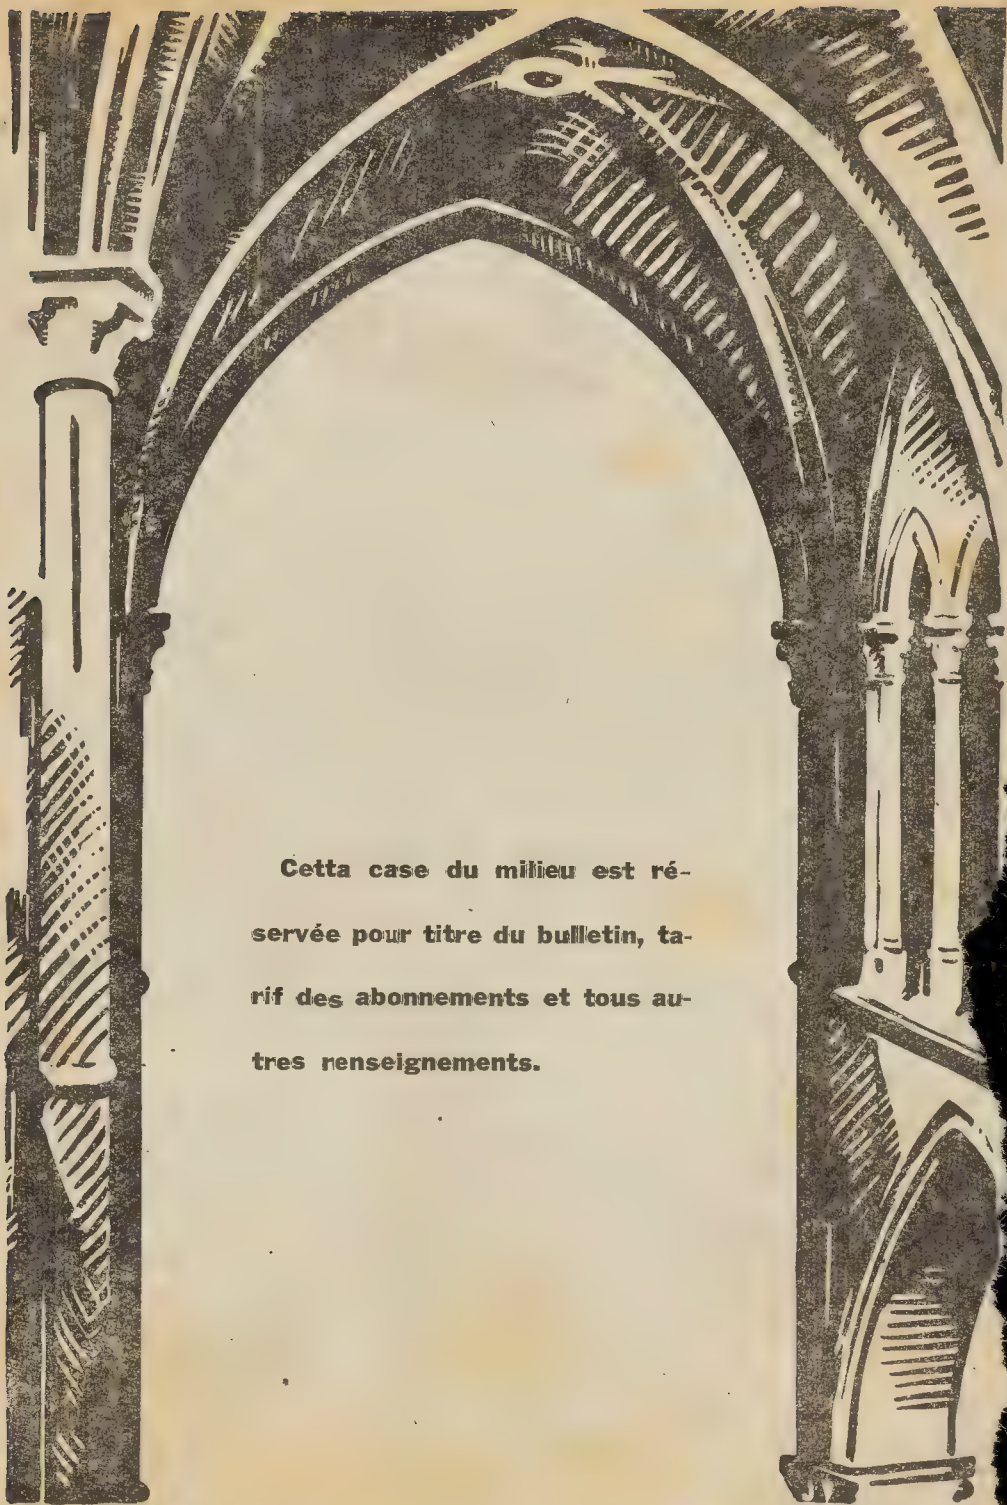 Cetta case du milieu est ré-
servée pour titre du bulletin, ta-
rif des abonnements et tous au-
tres renseignements.